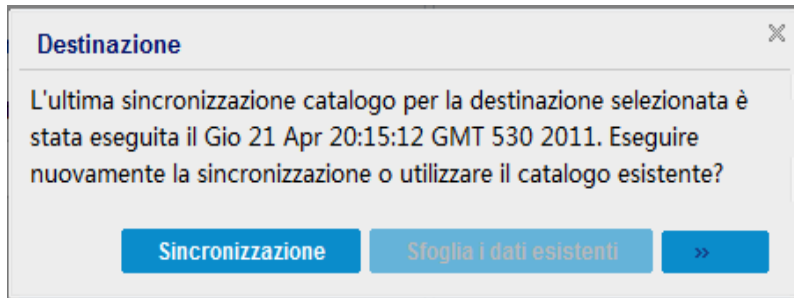 Destinazione
L'ultima sincronizzazione catalogo per la destinazione selezionata è
stata eseguita il Gio 21 Apr 20:15:12 GMT 530 2011. Eseguire
nuovamente la sincronizzazione o utilizzare il catalogo esistente?
Sincronizzazione Sfoglia i dati esistenti »